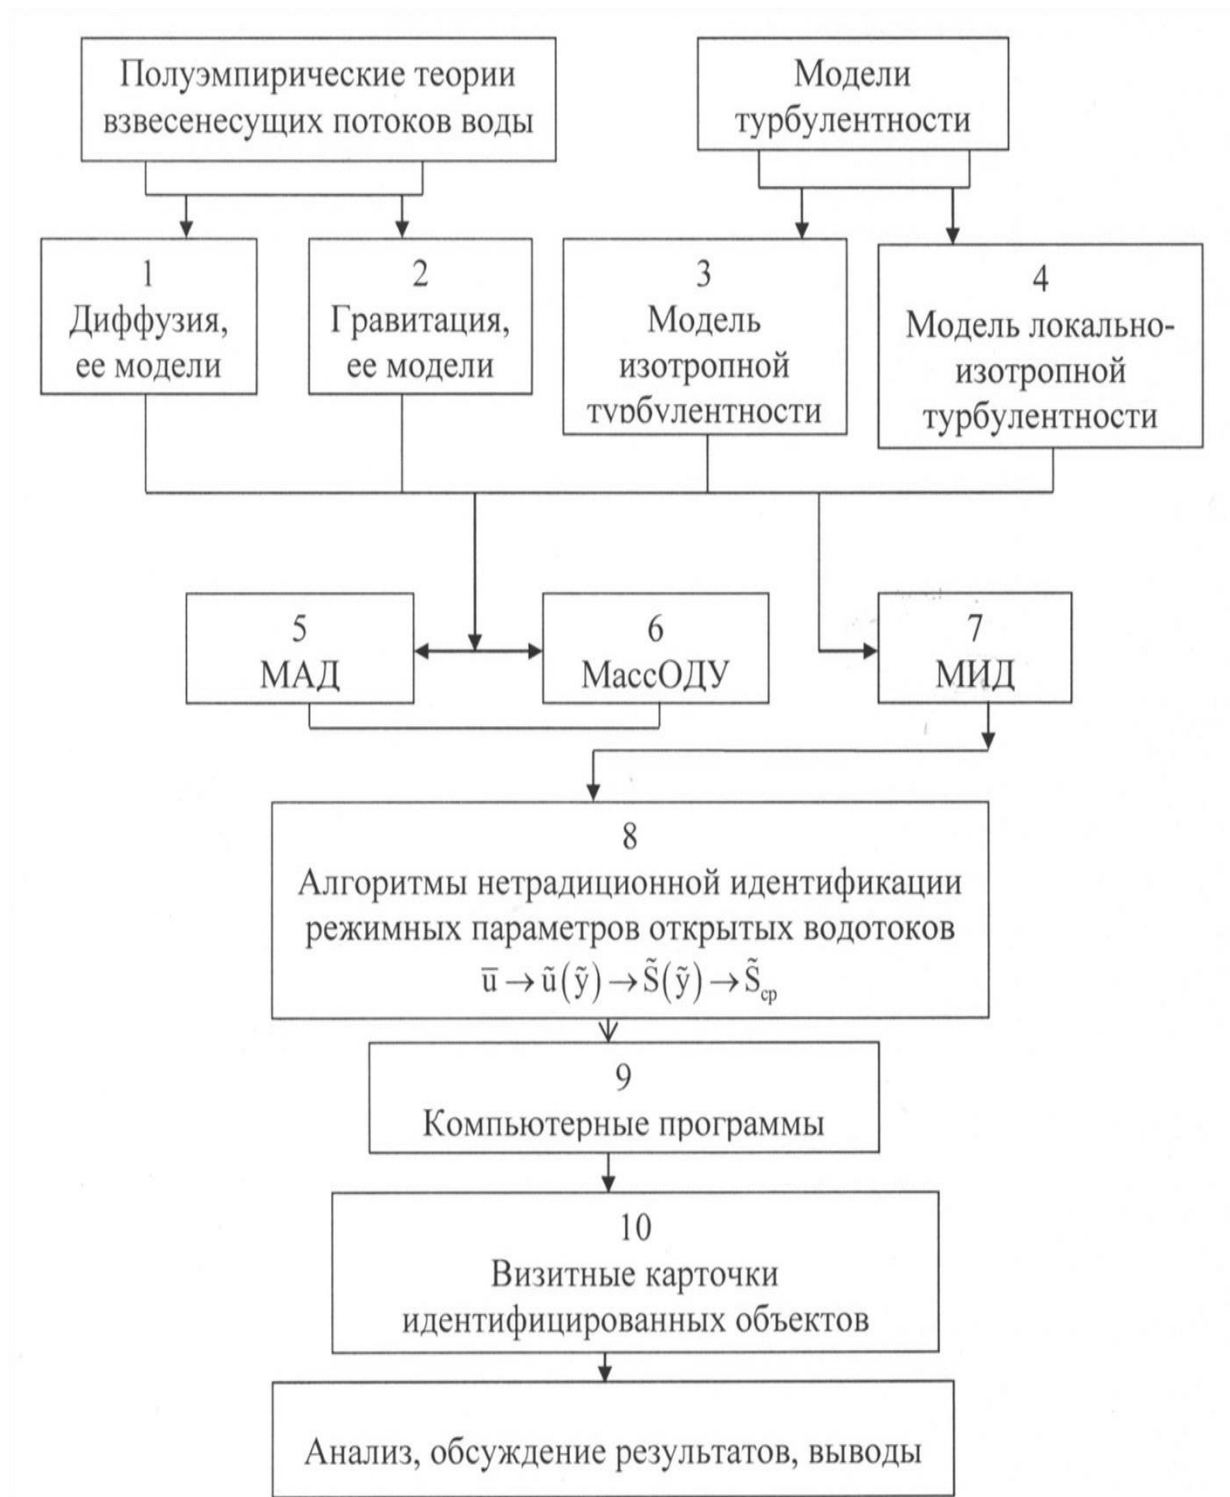 Полуэмпирические теории
взвесенесущих потоков воды
Модели
турбулентности
1
Диффузия,
ее модели
2
Гравитация,
ее модели
3
Модель
изотропной
турбулентности
4
Модель локально-
изотропной
турбулентности
5
МАД
6
МассОДУ
7
МИД
8
Алгоритмы нетрадиционной идентификации
режимных параметров открытых водотоков
u̅ → ũ(ỹ) → S̃(ỹ) → S̃ср
9
Компьютерные программы
10
Визитные карточки
идентифицированных объектов
Анализ, обсуждение результатов, выводы